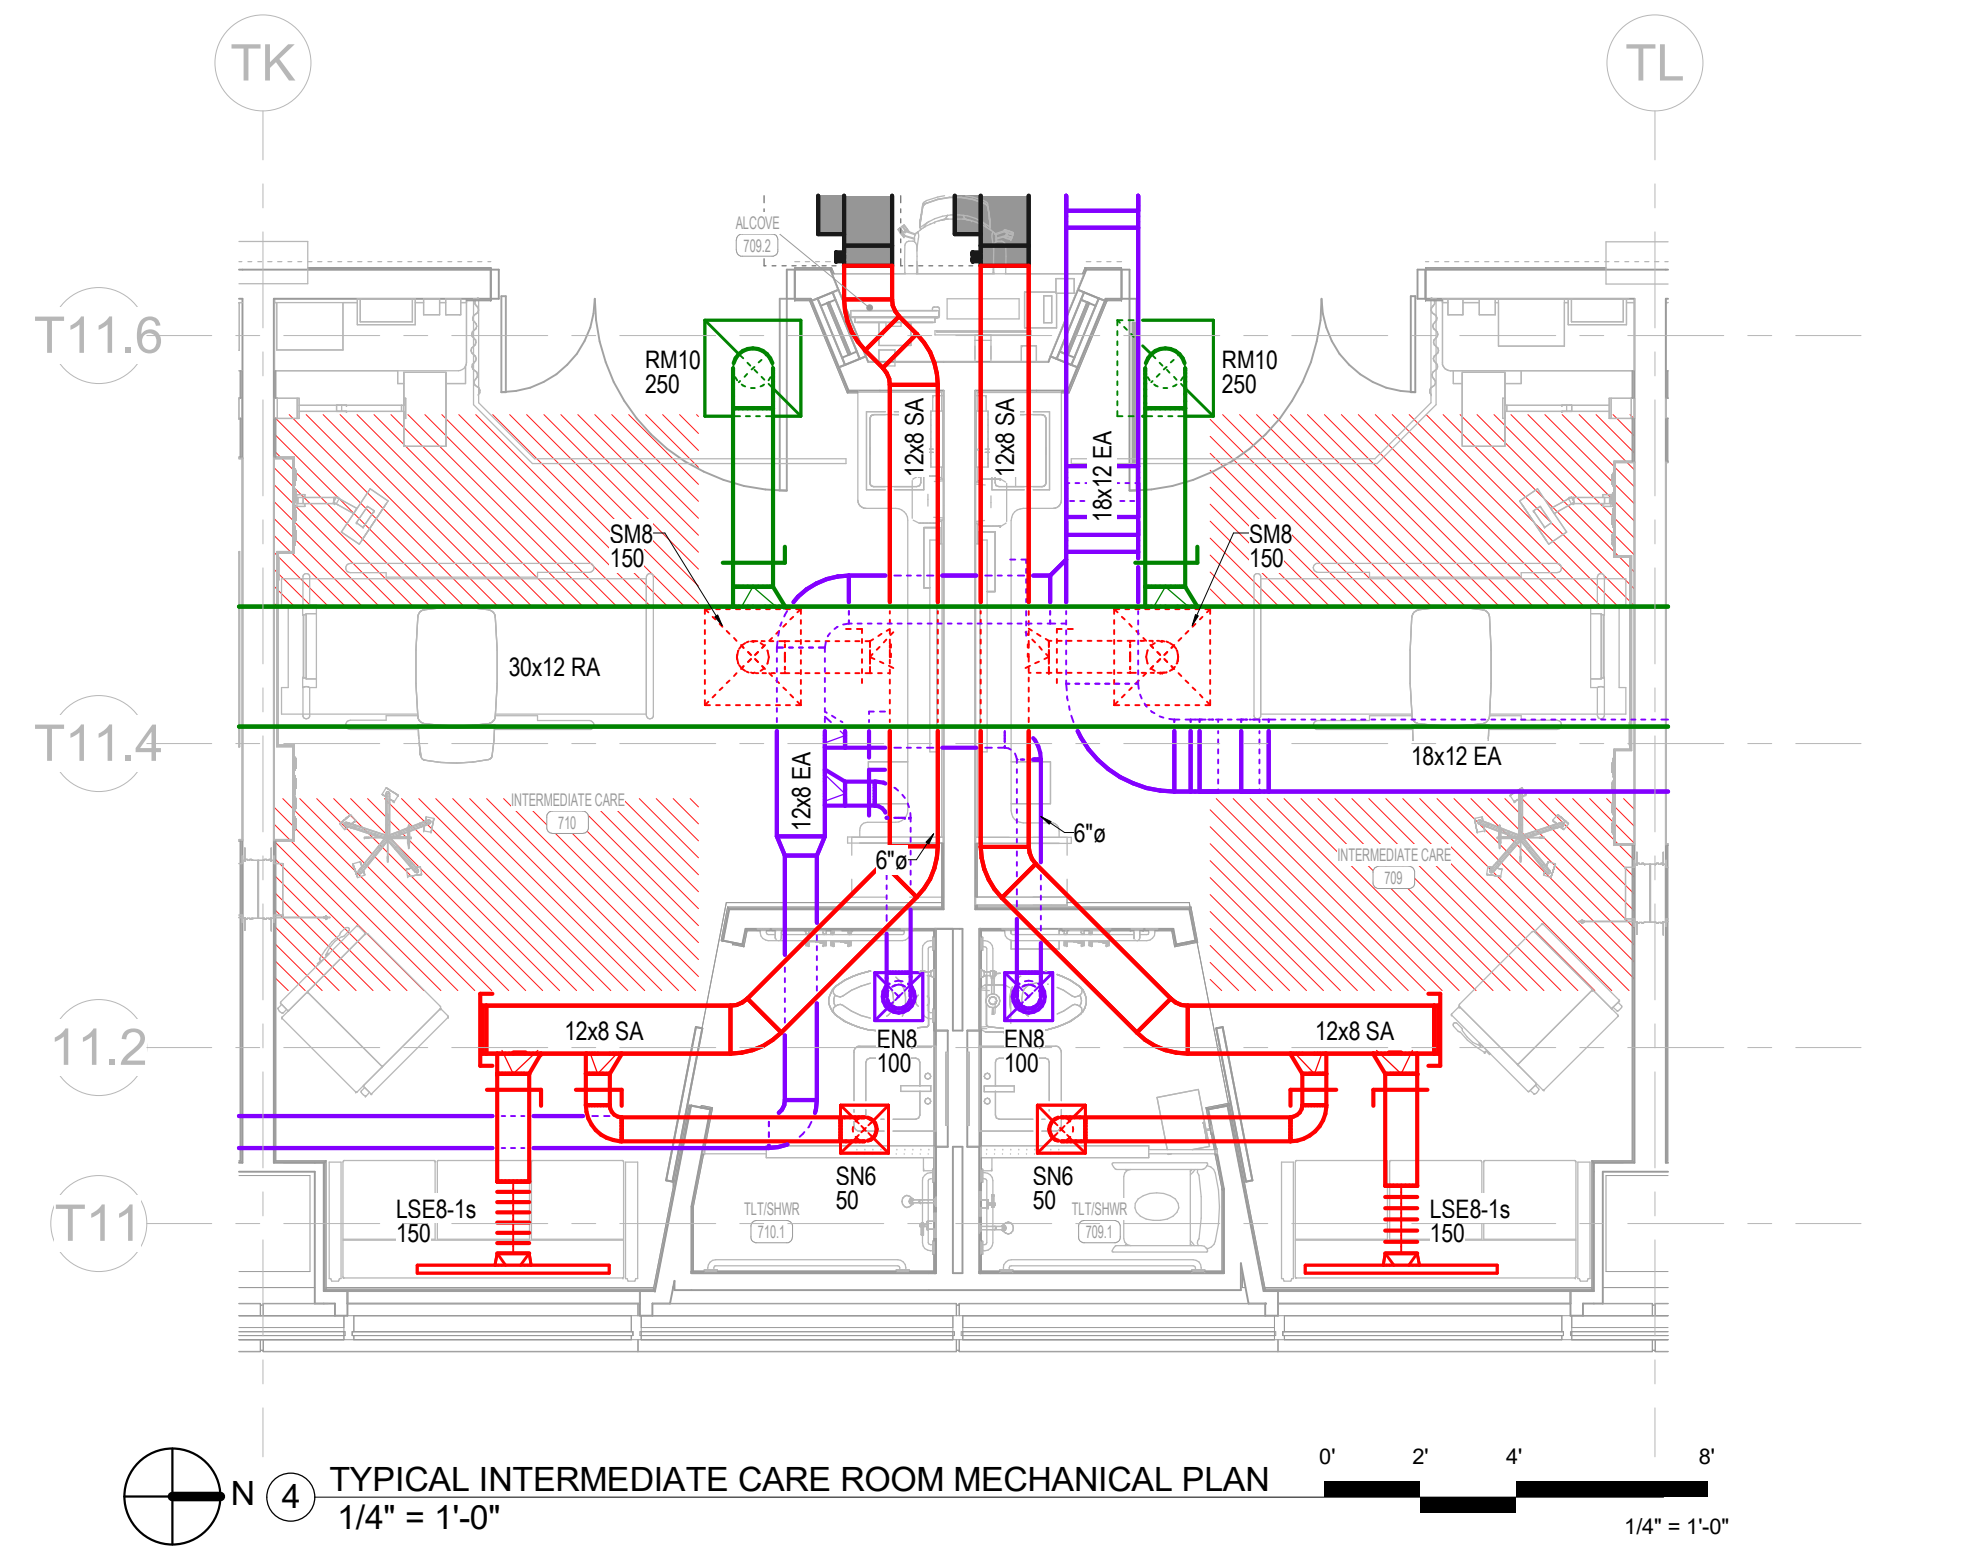 TK
TL
ALCOVE
709.2
T11.6
RM10
250
RM10
250
12x8 SA
12x8 SA
18x12 EA
SM8
150
SM8
150
30x12 RA
T11.4
18x12 EA
12x8 EA
INTERMEDIATE CARE
710
6"ø
6"ø
INTERMEDIATE CARE
709
11.2
12x8 SA
12x8 SA
EN8
100
EN8
100
SN6
50
SN6
50
T11
LSE8-1s
150
TLT/SHWR
710.1
TLT/SHWR
709.1
LSE8-1s
150
N
4
TYPICAL INTERMEDIATE CARE ROOM MECHANICAL PLAN
1/4" = 1'-0"
0' 2' 4' 8'
1/4" = 1'-0"